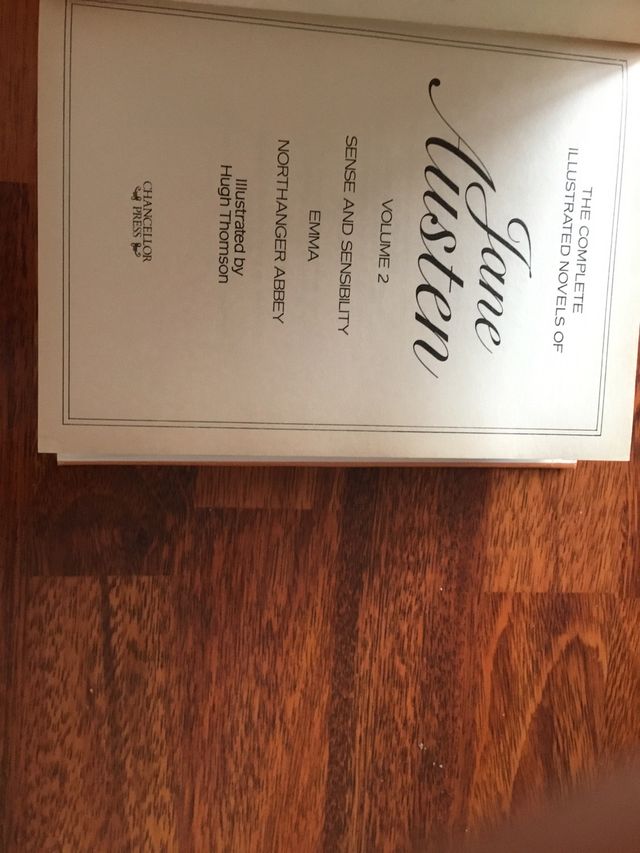 THE COMPLETE
ILLUSTRATED NOVELS OF
Jane
Austen
VOLUME 2
SENSE AND SENSIBILITY
EMMA
NORTHANGER ABBEY
Illustrated by
Hugh Thomson
CHANCELLOR
PRESS